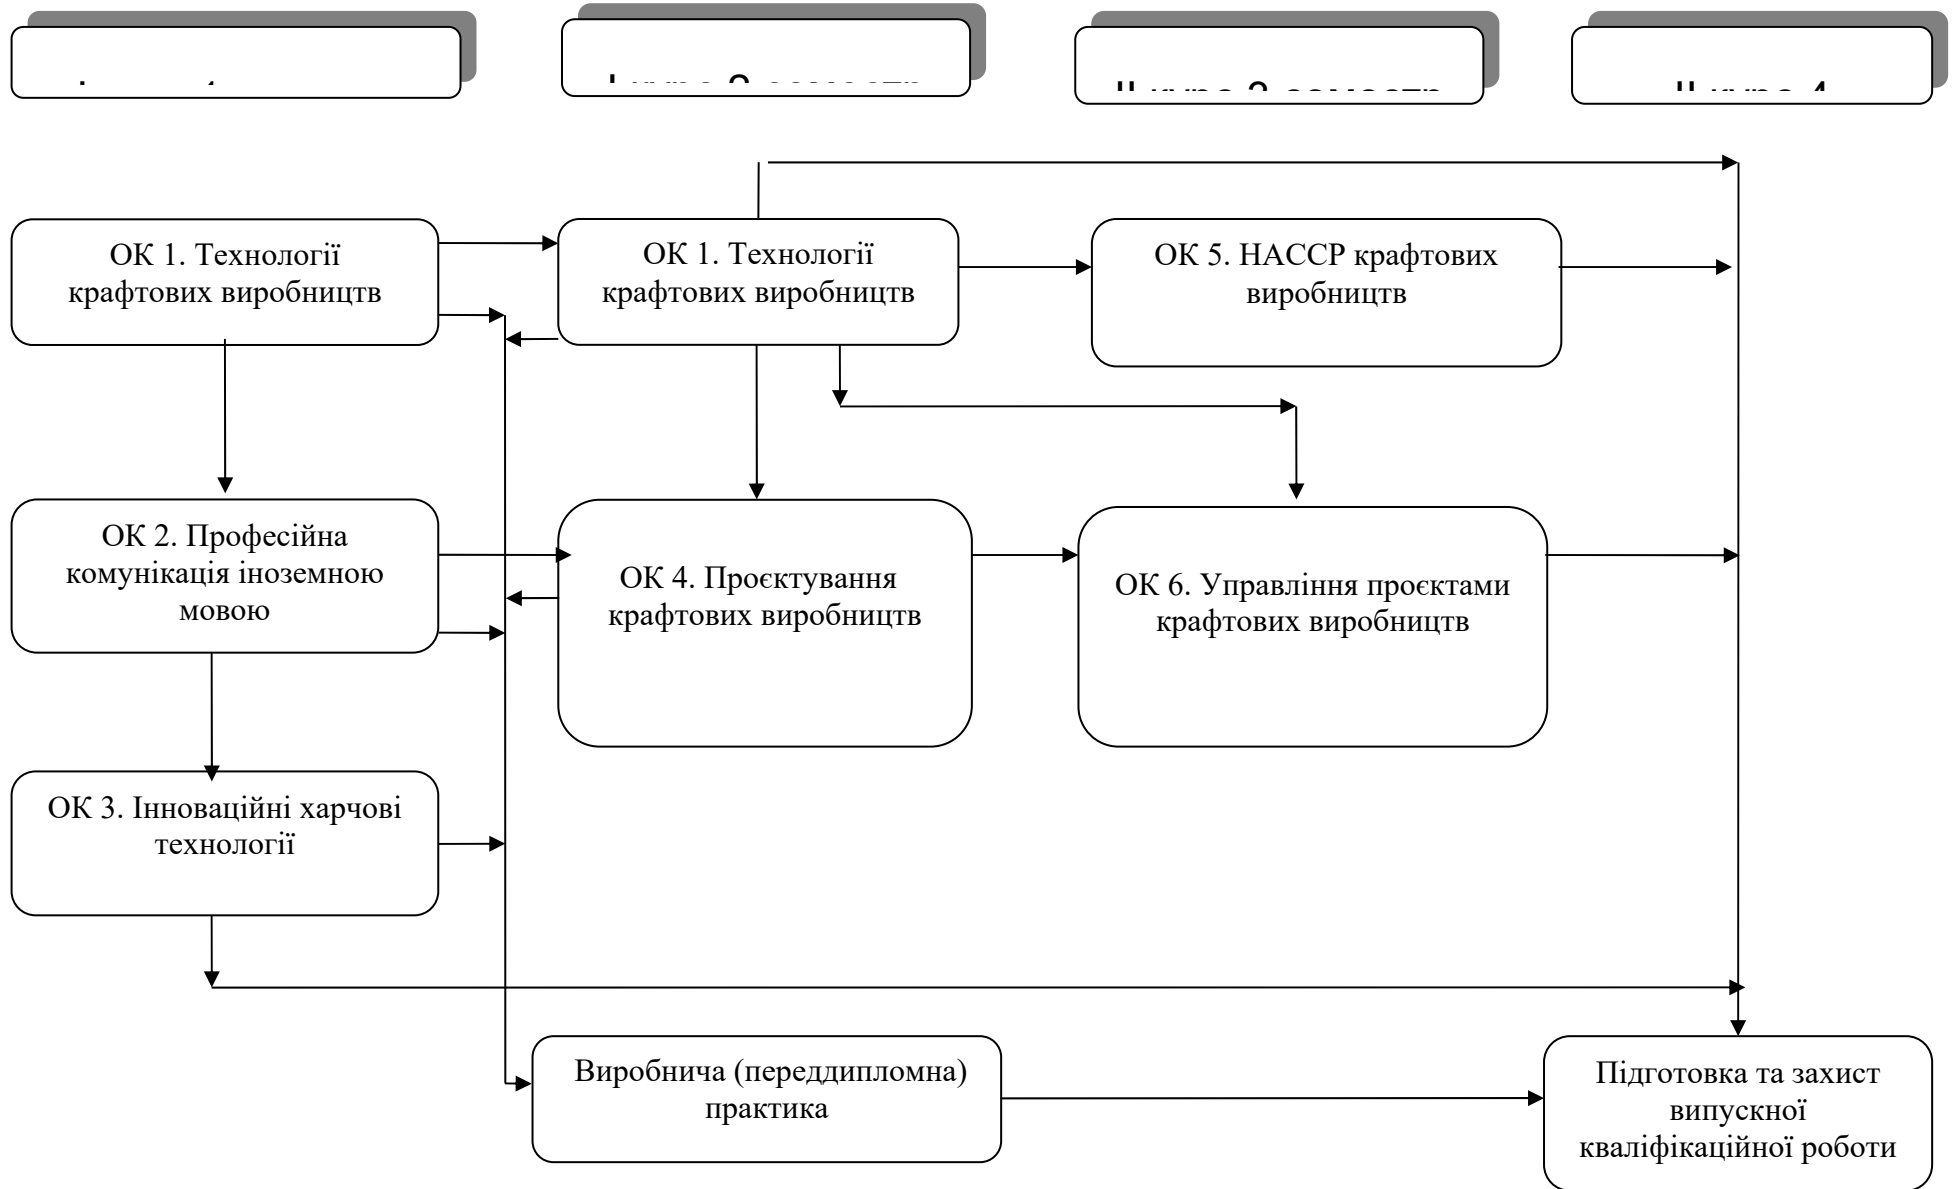 ОК 1. Технології
крафтових виробництв
ОК 1. Технології
крафтових виробництв
ОК 5. НАССР крафтових
виробництв
ОК 2. Професійна
комунікація іноземною
мовою
ОК 4. Проєктування
крафтових виробництв
ОК 6. Управління проєктами
крафтових виробництв
ОК 3. Інноваційні харчові
технології
Виробнича (переддипломна)
практика
Підготовка та захист
випускної
кваліфікаційної роботи